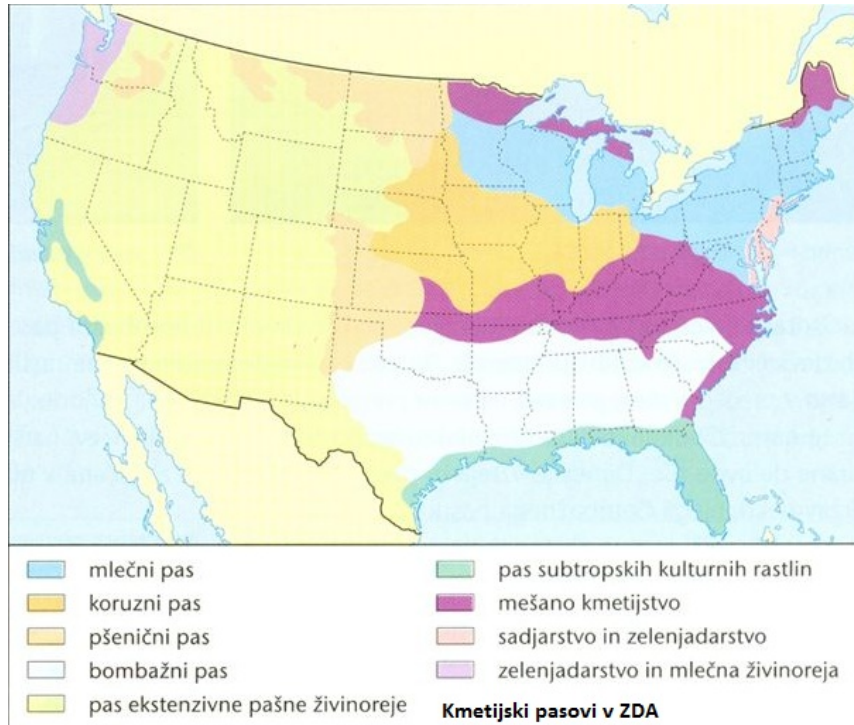 mlečni pas
koruzni pas
pšenični pas
bombažni pas
pas ekstenzivne pašne živinoreje
pas subtropskih kulturnih rastlin
mešano kmetijstvo
sadjarstvo in zelenjadarstvo
zelenjadarstvo in mlečna živinoreja
Kmetijski pasovi v ZDA